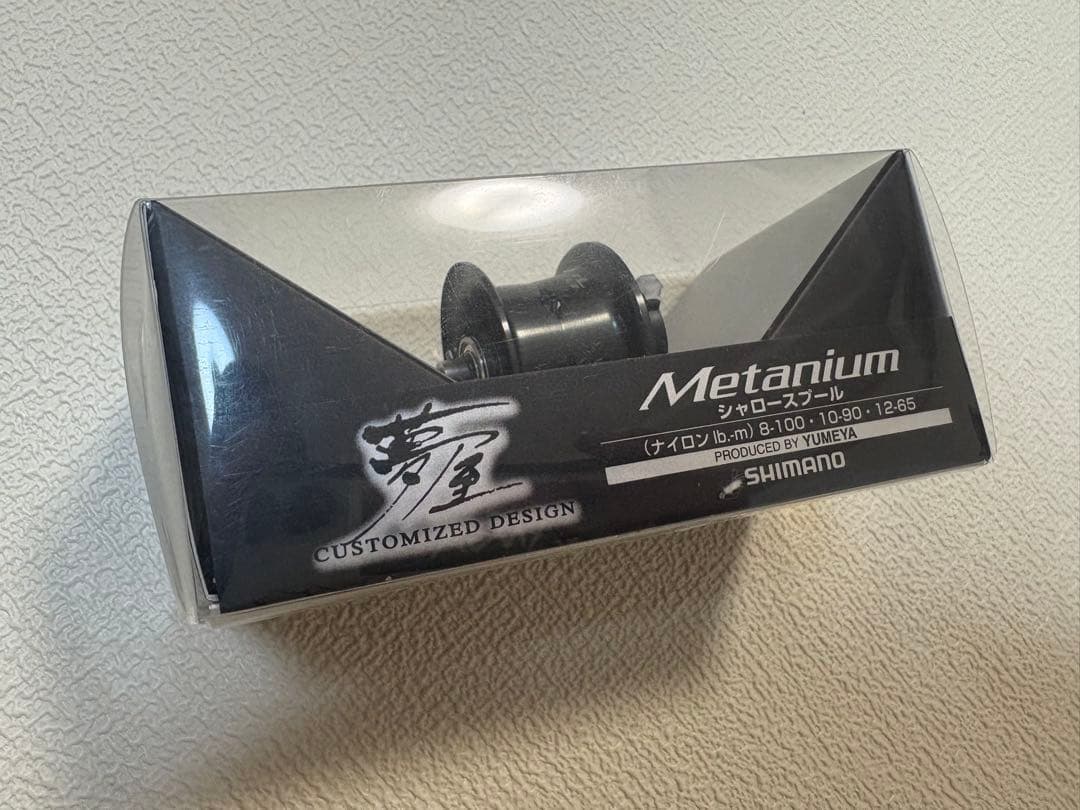 夢屋
CUSTOMIZED DESIGN
Metanium
シャロースプール
(ナイロン lb.-m) 8-100・10-90・12-65
PRODUCED BY YUMEYA
SHIMANO